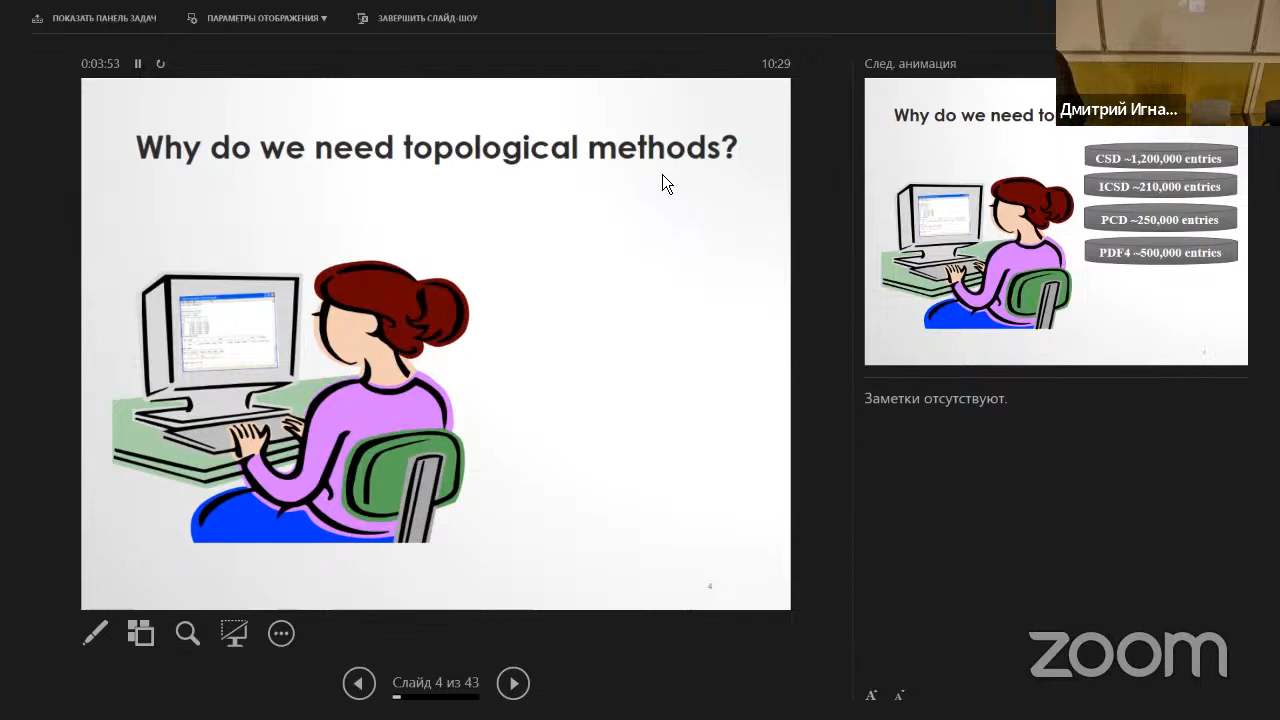 ПОКАЗАТЬ ПАНЕЛЬ ЗАДАЧ
ПАРАМЕТРЫ ОТОБРАЖЕНИЯ ▾
ЗАВЕРШИТЬ СЛАЙД-ШОУ
0:03:53
10:29
Why do we need topological methods?
4
Слайд 4 из 43
След. анимация
Дмитрий Игна...
Why do we need to
CSD ~1,200,000 entries
ICSD ~210,000 entries
PCD ~250,000 entries
PDF4 ~500,000 entries
4
Заметки отсутствуют.
zoom
A A